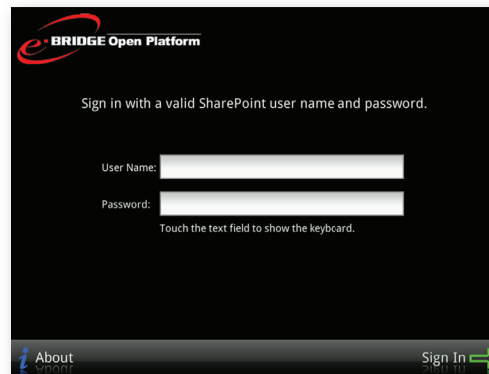 e-BRIDGE Open Platform
Sign in with a valid SharePoint user name and password.
User Name:
Password:
Touch the text field to show the keyboard.
About
Sign In